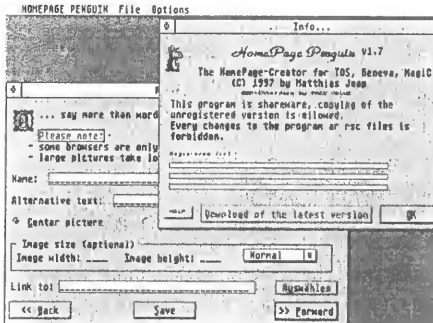 HOMEPAGE PENGUIN File Options
Info...
HomePage Penguin V1.7
The HomePage-Creator for TOS, Geneva, MagiC
(C) 1997 by Matthias Jaap
This program is shareware, copying of the
unregistered version is allowed.
Every changes to the program or rsc files is
forbidden.
Registered for:
HELP Download of the latest version OK
... say more than word
Please note:
- some browsers are only
- large pictures take lo
Name:
Alternative text:
Center picture
Image size (optional)
Image width: Image height: Normal
Link to: Auswählen
<< Back Save >> Forward